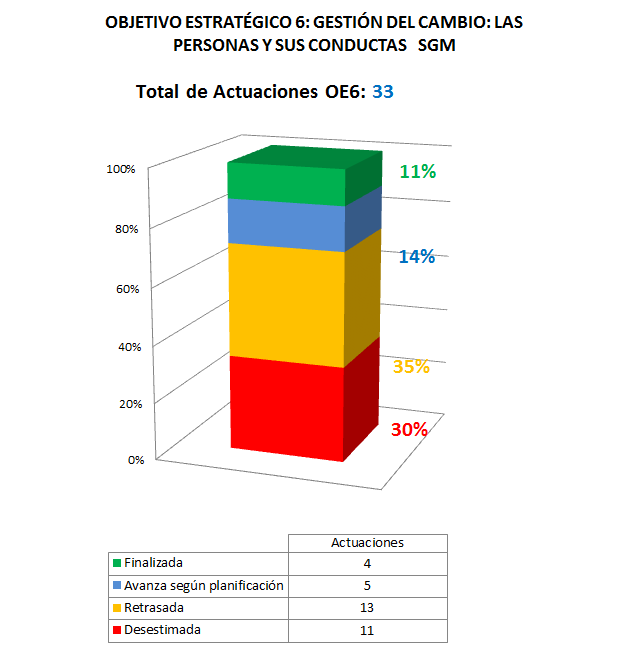 OBJETIVO ESTRATÉGICO 6: GESTIÓN DEL CAMBIO: LAS
PERSONAS Y SUS CONDUCTAS SGM
Total de Actuaciones OE6: 33
100%
11%
80%
14%
60%
40%
35%
20%
30%
0%
Actuaciones
Finalizada 4
Avanza según planificación 5
Retrasada 13
Desestimada 11